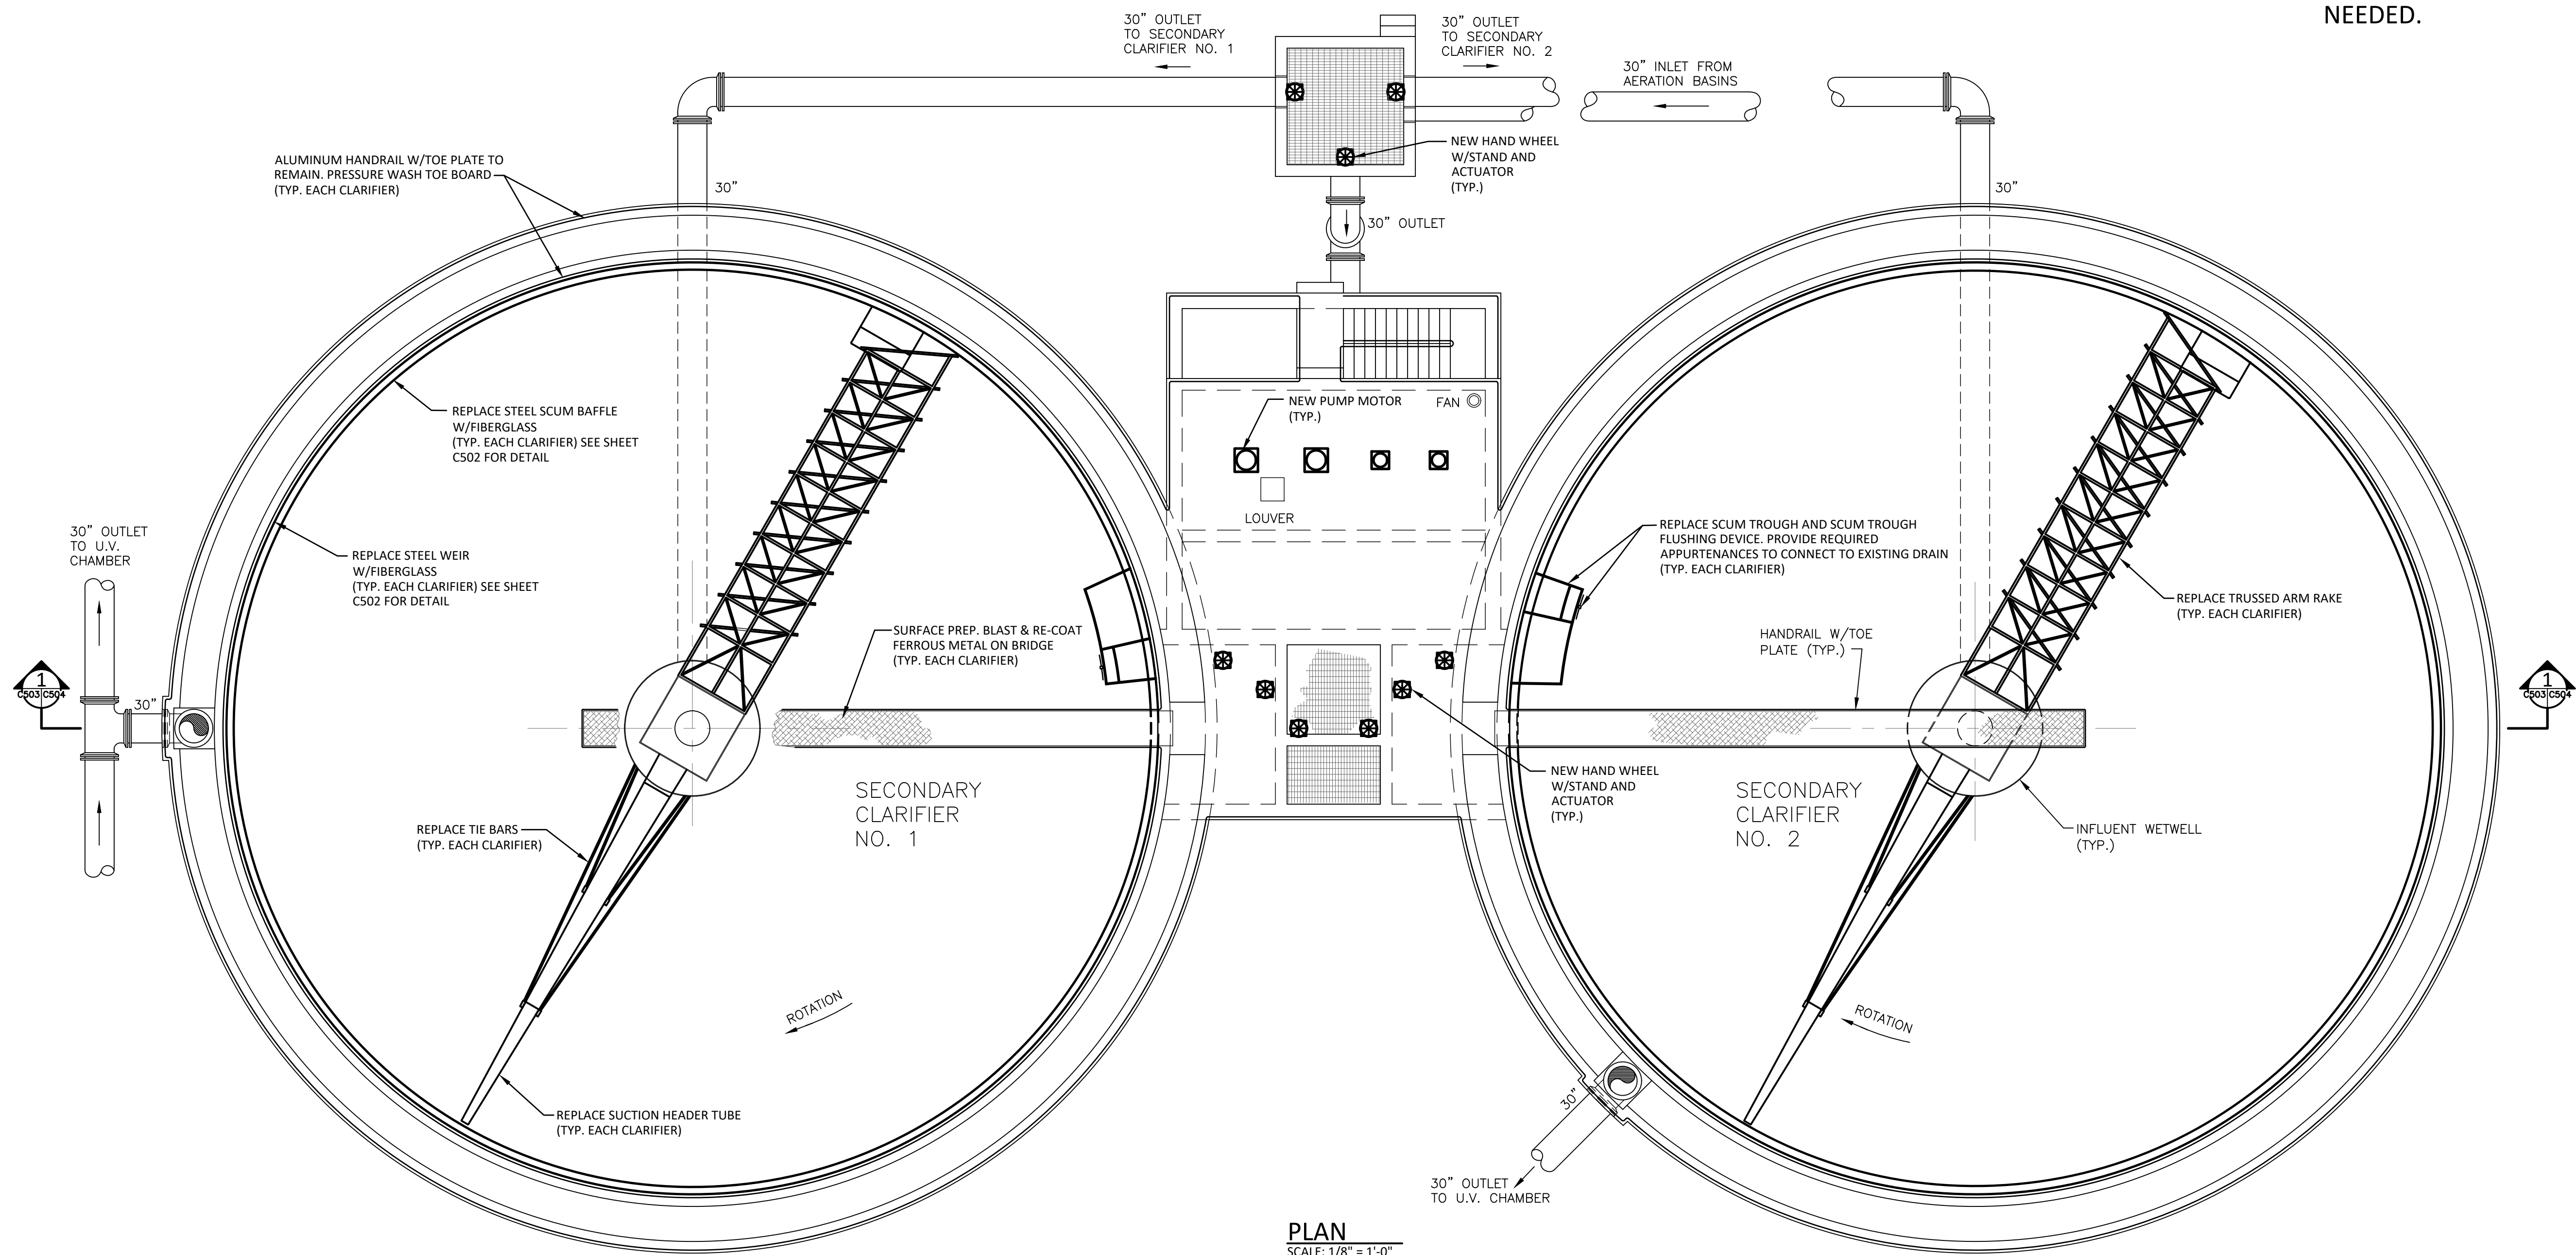 NEEDED.
30" OUTLET
TO SECONDARY
CLARIFIER NO. 1
30" OUTLET
TO SECONDARY
CLARIFIER NO. 2
30" INLET FROM
AERATION BASINS
NEW HAND WHEEL
W/STAND AND
ACTUATOR
(TYP.)
ALUMINUM HANDRAIL W/TOE PLATE TO
REMAIN. PRESSURE WASH TOE BOARD
(TYP. EACH CLARIFIER)
30"
30"
30" OUTLET
REPLACE STEEL SCUM BAFFLE
W/FIBERGLASS
(TYP. EACH CLARIFIER) SEE SHEET
C502 FOR DETAIL
NEW PUMP MOTOR
(TYP.)
FAN
LOUVER
30" OUTLET
TO U.V.
CHAMBER
REPLACE STEEL WEIR
W/FIBERGLASS
(TYP. EACH CLARIFIER) SEE SHEET
C502 FOR DETAIL
REPLACE SCUM TROUGH AND SCUM TROUGH
FLUSHING DEVICE. PROVIDE REQUIRED
APPURTENANCES TO CONNECT TO EXISTING DRAIN
(TYP. EACH CLARIFIER)
REPLACE TRUSSED ARM RAKE
(TYP. EACH CLARIFIER)
SURFACE PREP. BLAST & RE-COAT
FERROUS METAL ON BRIDGE
(TYP. EACH CLARIFIER)
HANDRAIL W/TOE
PLATE (TYP.)
1
C503 C504
30"
1
C503 C504
SECONDARY
CLARIFIER
NO. 1
NEW HAND WHEEL
W/STAND AND
ACTUATOR
(TYP.)
SECONDARY
CLARIFIER
NO. 2
REPLACE TIE BARS
(TYP. EACH CLARIFIER)
INFLUENT WETWELL
(TYP.)
ROTATION
ROTATION
REPLACE SUCTION HEADER TUBE
(TYP. EACH CLARIFIER)
30"
30" OUTLET
TO U.V. CHAMBER
PLAN
SCALE: 1/8" = 1'-0"